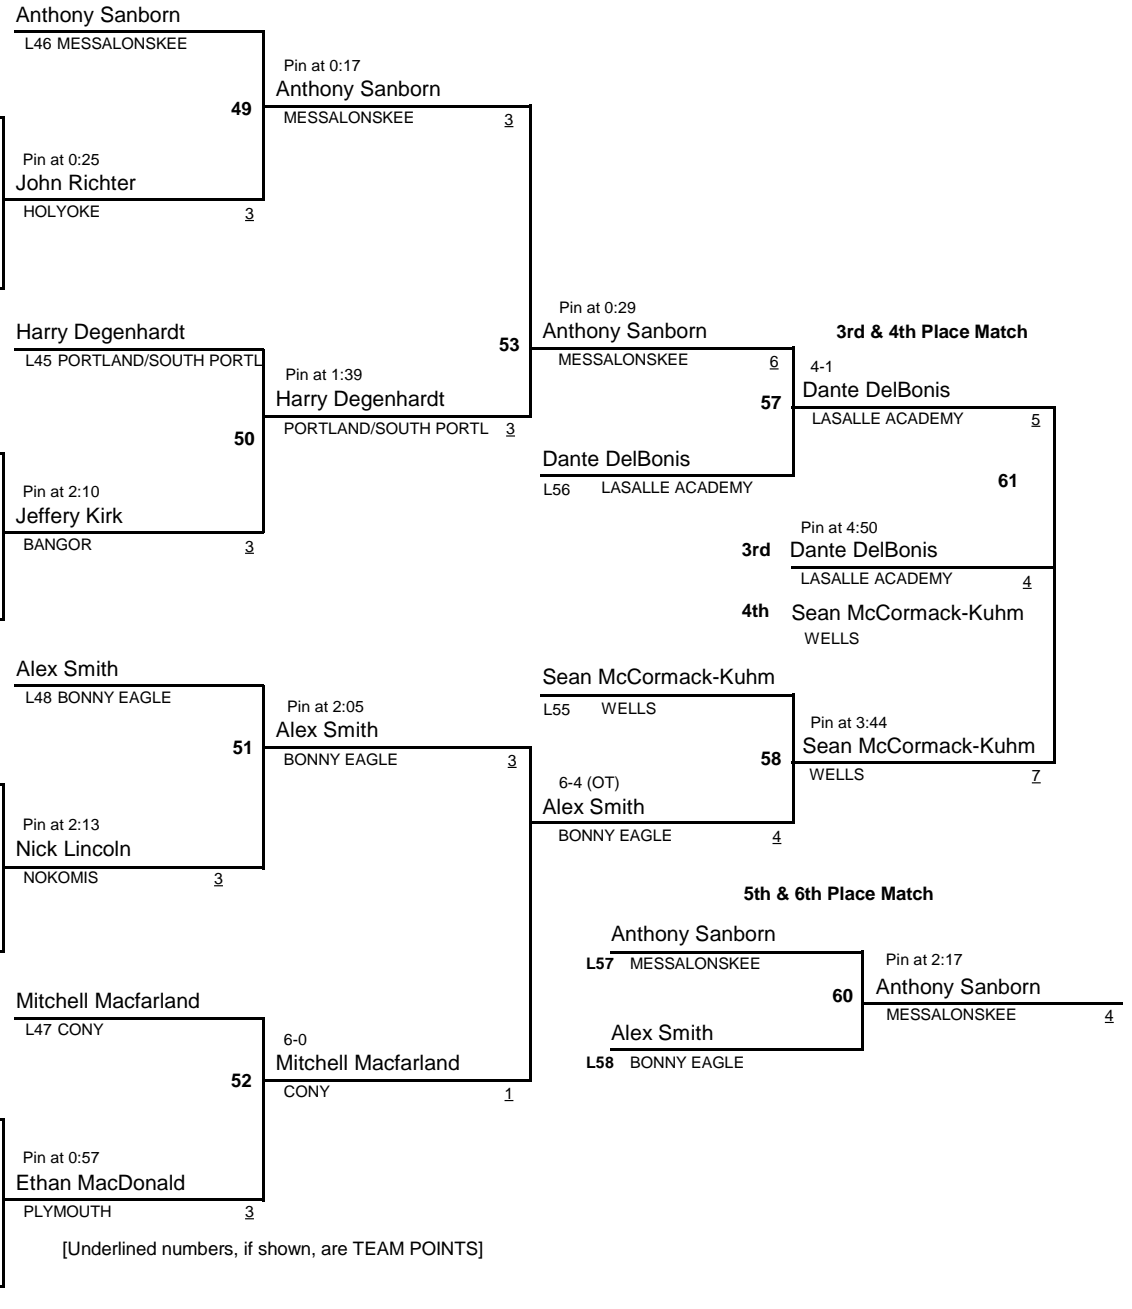 Anthony Sanborn
L46 MESSALONSKEE
Pin at 0:17
Anthony Sanborn
49
MESSALONSKEE 3
Pin at 0:25
John Richter
HOLYOKE 3
Pin at 0:29
Harry Degenhardt
Anthony Sanborn
3rd & 4th Place Match
53
L45 PORTLAND/SOUTH PORTL
MESSALONSKEE 6
4-1
Pin at 1:39
Dante DelBonis
Harry Degenhardt
57
LASALLE ACADEMY 5
PORTLAND/SOUTH PORTL 3
50
Dante DelBonis
L56 LASALLE ACADEMY
61
Pin at 2:10
Jeffery Kirk
BANGOR 3
Pin at 4:50
3rd Dante DelBonis
LASALLE ACADEMY 4
4th Sean McCormack-Kuhm
WELLS
Alex Smith
L48 BONNY EAGLE
Sean McCormack-Kuhm
L55 WELLS
Pin at 2:05
Alex Smith
51
BONNY EAGLE 3
Pin at 3:44
Sean McCormack-Kuhm
58
WELLS 7
6-4 (OT)
Alex Smith
BONNY EAGLE 4
Pin at 2:13
Nick Lincoln
NOKOMIS 3
5th & 6th Place Match
Anthony Sanborn
L57 MESSALONSKEE
Pin at 2:17
Anthony Sanborn
60
MESSALONSKEE 4
Alex Smith
L58 BONNY EAGLE
Mitchell Macfarland
L47 CONY
6-0
Mitchell Macfarland
52
CONY 1
Pin at 0:57
Ethan MacDonald
PLYMOUTH 3
[Underlined numbers, if shown, are TEAM POINTS]